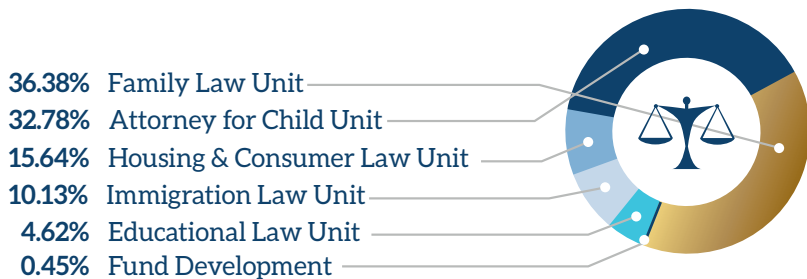 36.38% Family Law Unit
32.78% Attorney for Child Unit
15.64% Housing & Consumer Law Unit
10.13% Immigration Law Unit
4.62% Educational Law Unit
0.45% Fund Development